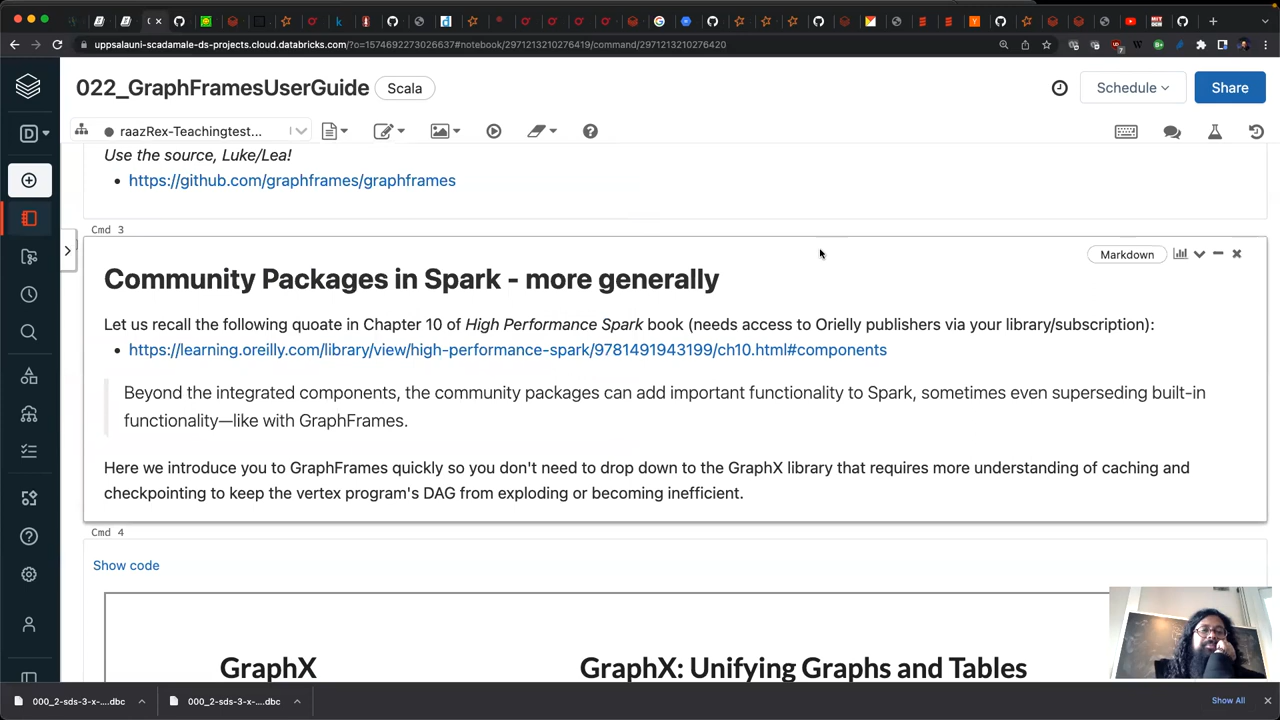 uppsalauni-scadamale-ds-projects.cloud.databricks.com/?o=1574692273026637#notebook/2971213210276419/command/2971213210276420
022_GraphFramesUserGuide
Scala
Schedule
Share
D
raazRex-Teachingtest...
Use the source, Luke/Lea!
https://github.com/graphframes/graphframes
Cmd 3
Markdown
Community Packages in Spark - more generally
Let us recall the following quoate in Chapter 10 of High Performance Spark book (needs access to Orielly publishers via your library/subscription):
https://learning.oreilly.com/library/view/high-performance-spark/9781491943199/ch10.html#components
Beyond the integrated components, the community packages can add important functionality to Spark, sometimes even superseding built-in
functionality—like with GraphFrames.
Here we introduce you to GraphFrames quickly so you don't need to drop down to the GraphX library that requires more understanding of caching and
checkpointing to keep the vertex program's DAG from exploding or becoming inefficient.
Cmd 4
Show code
GraphX
GraphX: Unifying Graphs and Tables
000_2-sds-3-x-....dbc
000_2-sds-3-x-....dbc
Show All